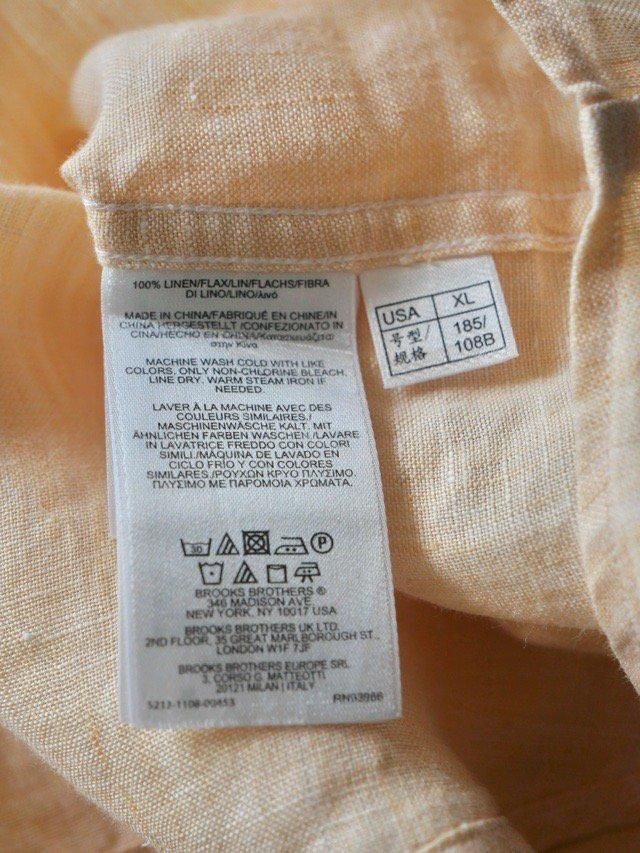 100% LINEN/FLAX/LIN/FLACHS/FIBRA
DI LINO/LINO/λινό
MADE IN CHINA/FABRIQUÉ EN CHINE/IN
CHINA HERGESTELLT/CONFEZIONATO IN
CINA/HECHO EN CHINA/Κατασκευάζεται
στην Κίνα
MACHINE WASH COLD WITH LIKE
COLORS, ONLY NON-CHLORINE BLEACH.
LINE DRY. WARM STEAM IRON IF
NEEDED.
LAVER À LA MACHINE AVEC DES
COULEURS SIMILAIRES./
MASCHINENWÄSCHE KALT. MIT
ÄHNLICHEN FARBEN WASCHEN./LAVARE
IN LAVATRICE FREDDO CON COLORI
SIMILI./MÁQUINA DE LAVADO EN
CICLO FRÍO Y CON COLORES
SIMILARES./ΡΟΥΧΩΝ ΚΡΥΟ ΠΛΥΣΙΜΟ.
ΠΛΥΣΙΜΟ ΜΕ ΠΑΡΟΜΟΙΑ ΧΡΩΜΑΤΑ.
30 P
BROOKS BROTHERS ®
346 MADISON AVE.
NEW YORK, NY 10017 USA
BROOKS BROTHERS UK LTD.
2ND FLOOR, 35 GREAT MARLBOROUGH ST.,
LONDON W1F 7JF
BROOKS BROTHERS EUROPE SRL
3, CORSO G. MATTEOTTI
20121 MILAN | ITALY
RN93986
USA XL
号型/ 185/
规格 108B